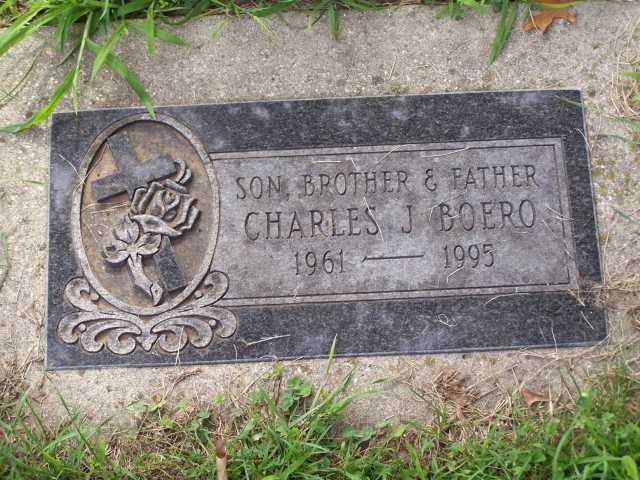 SON, BROTHER & FATHER
CHARLES J BOERO
1961 — 1995